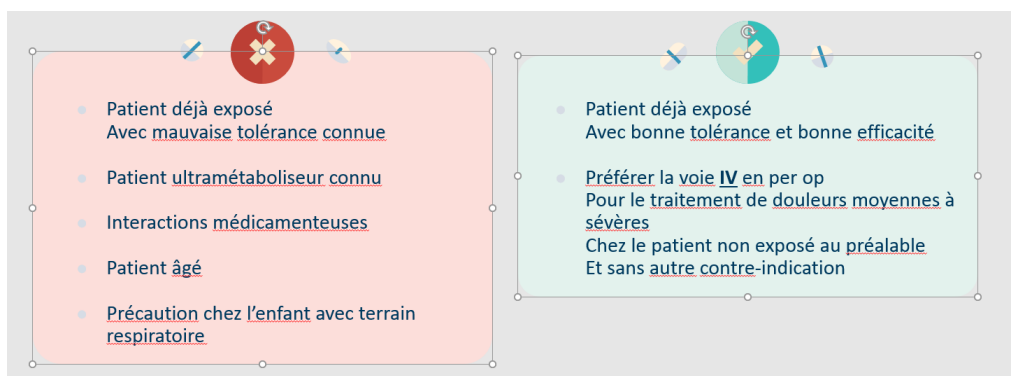 Patient déjà exposé
Avec mauvaise tolérance connue
Patient ultramétaboliseur connu
Interactions médicamenteuses
Patient âgé
Précaution chez l'enfant avec terrain
respiratoire
Patient déjà exposé
Avec bonne tolérance et bonne efficacité
Préférer la voie IV en per op
Pour le traitement de douleurs moyennes à
sévères
Chez le patient non exposé au préalable
Et sans autre contre-indication